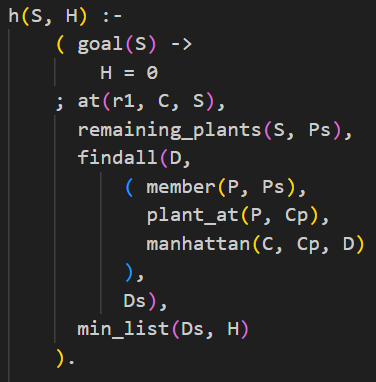 h(S, H) :-
    ( goal(S) ->
        H = 0
    ; at(r1, C, S),
      remaining_plants(S, Ps),
      findall(D,
          ( member(P, Ps),
            plant_at(P, Cp),
            manhattan(C, Cp, D)
          ),
          Ds),
      min_list(Ds, H)
    ).